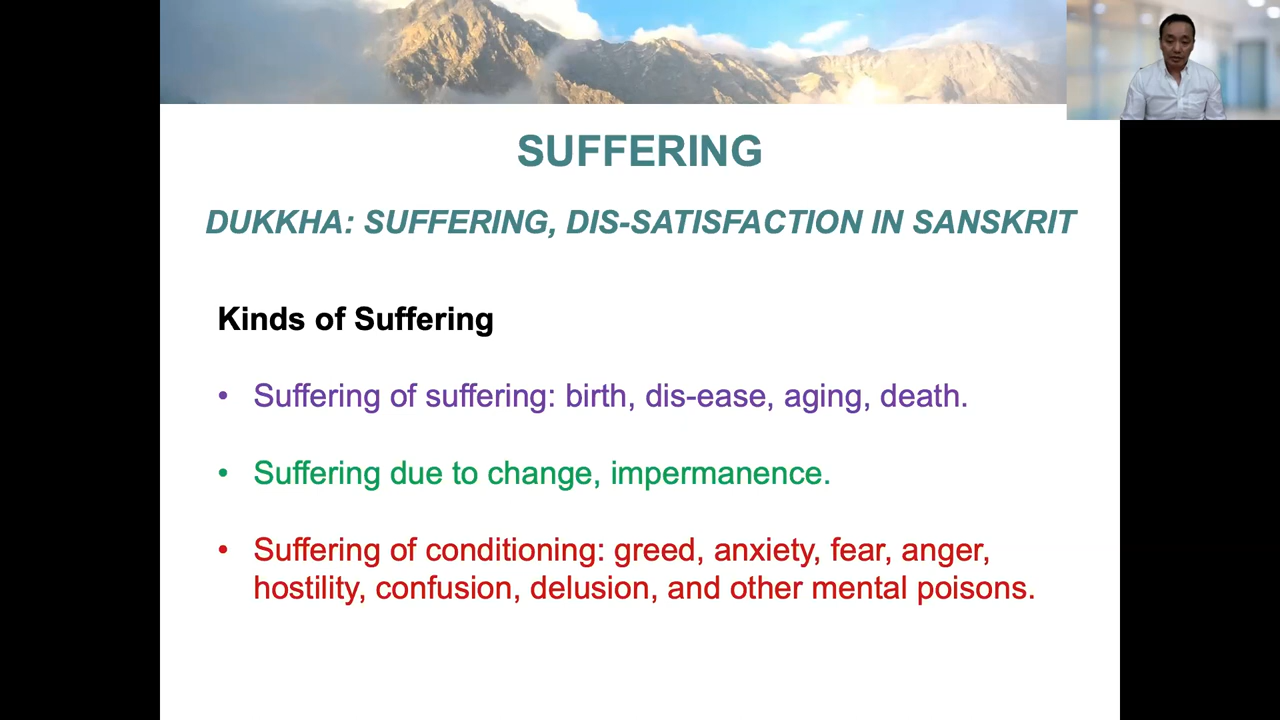 SUFFERING
DUKKHA: SUFFERING, DIS-SATISFACTION IN SANSKRIT
Kinds of Suffering
• Suffering of suffering: birth, dis-ease, aging, death.
• Suffering due to change, impermanence.
• Suffering of conditioning: greed, anxiety, fear, anger,
hostility, confusion, delusion, and other mental poisons.